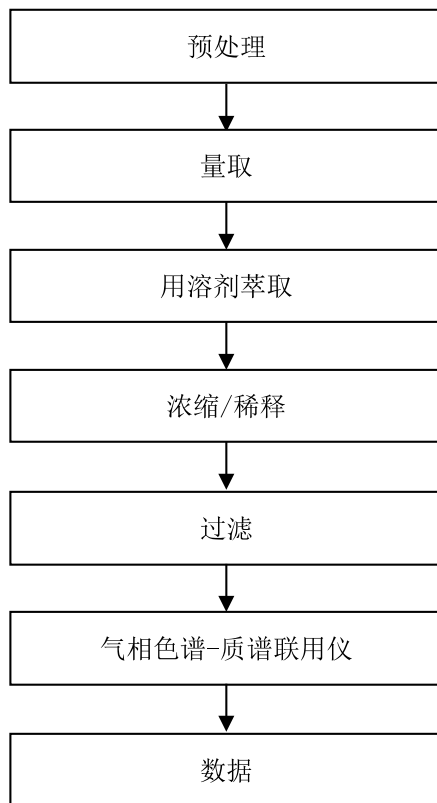 预处理
量取
用溶剂萃取
浓缩/稀释
过滤
气相色谱-质谱联用仪
数据